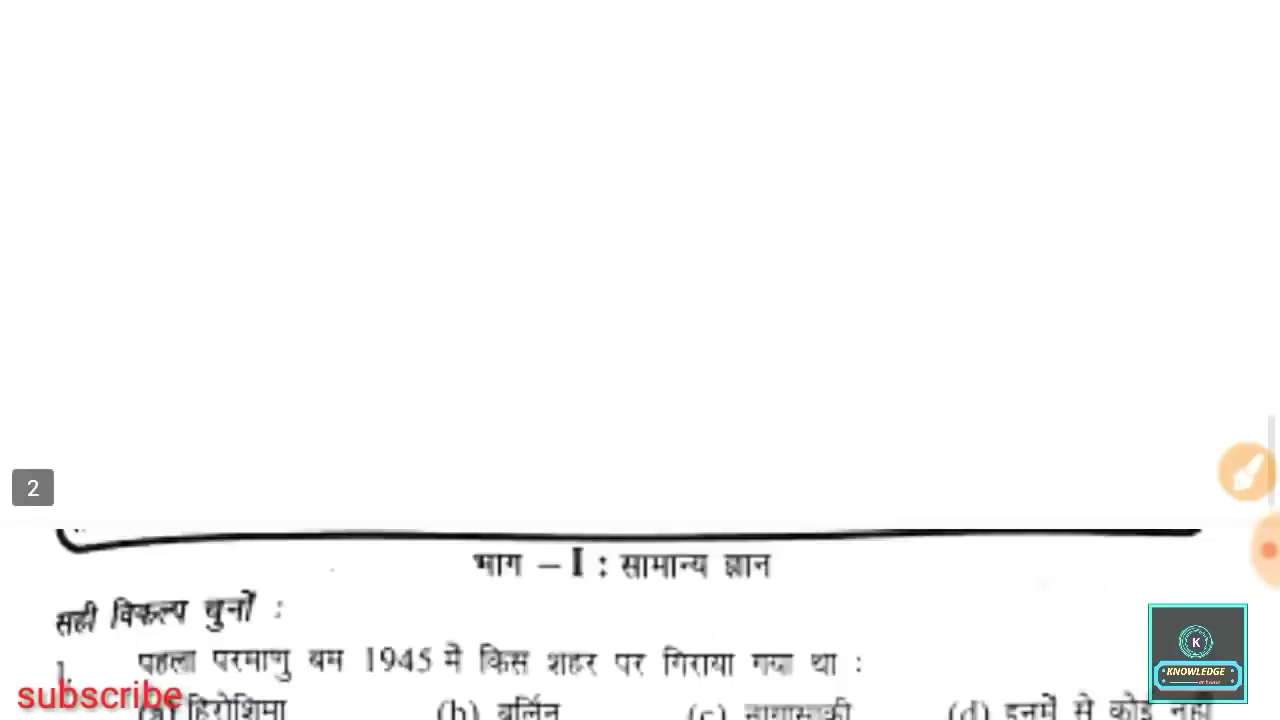 2
भाग – I : सामान्य ज्ञान
सही विकल्प चुनों :
1. पहला परमाणु बम 1945 में किस शहर पर गिराया गया था :
(a) हिरोशिमा (b) बर्लिन (c) नागासाकी (d) इनमें से कोई नहीं
subscribe
K
KNOWLEDGE